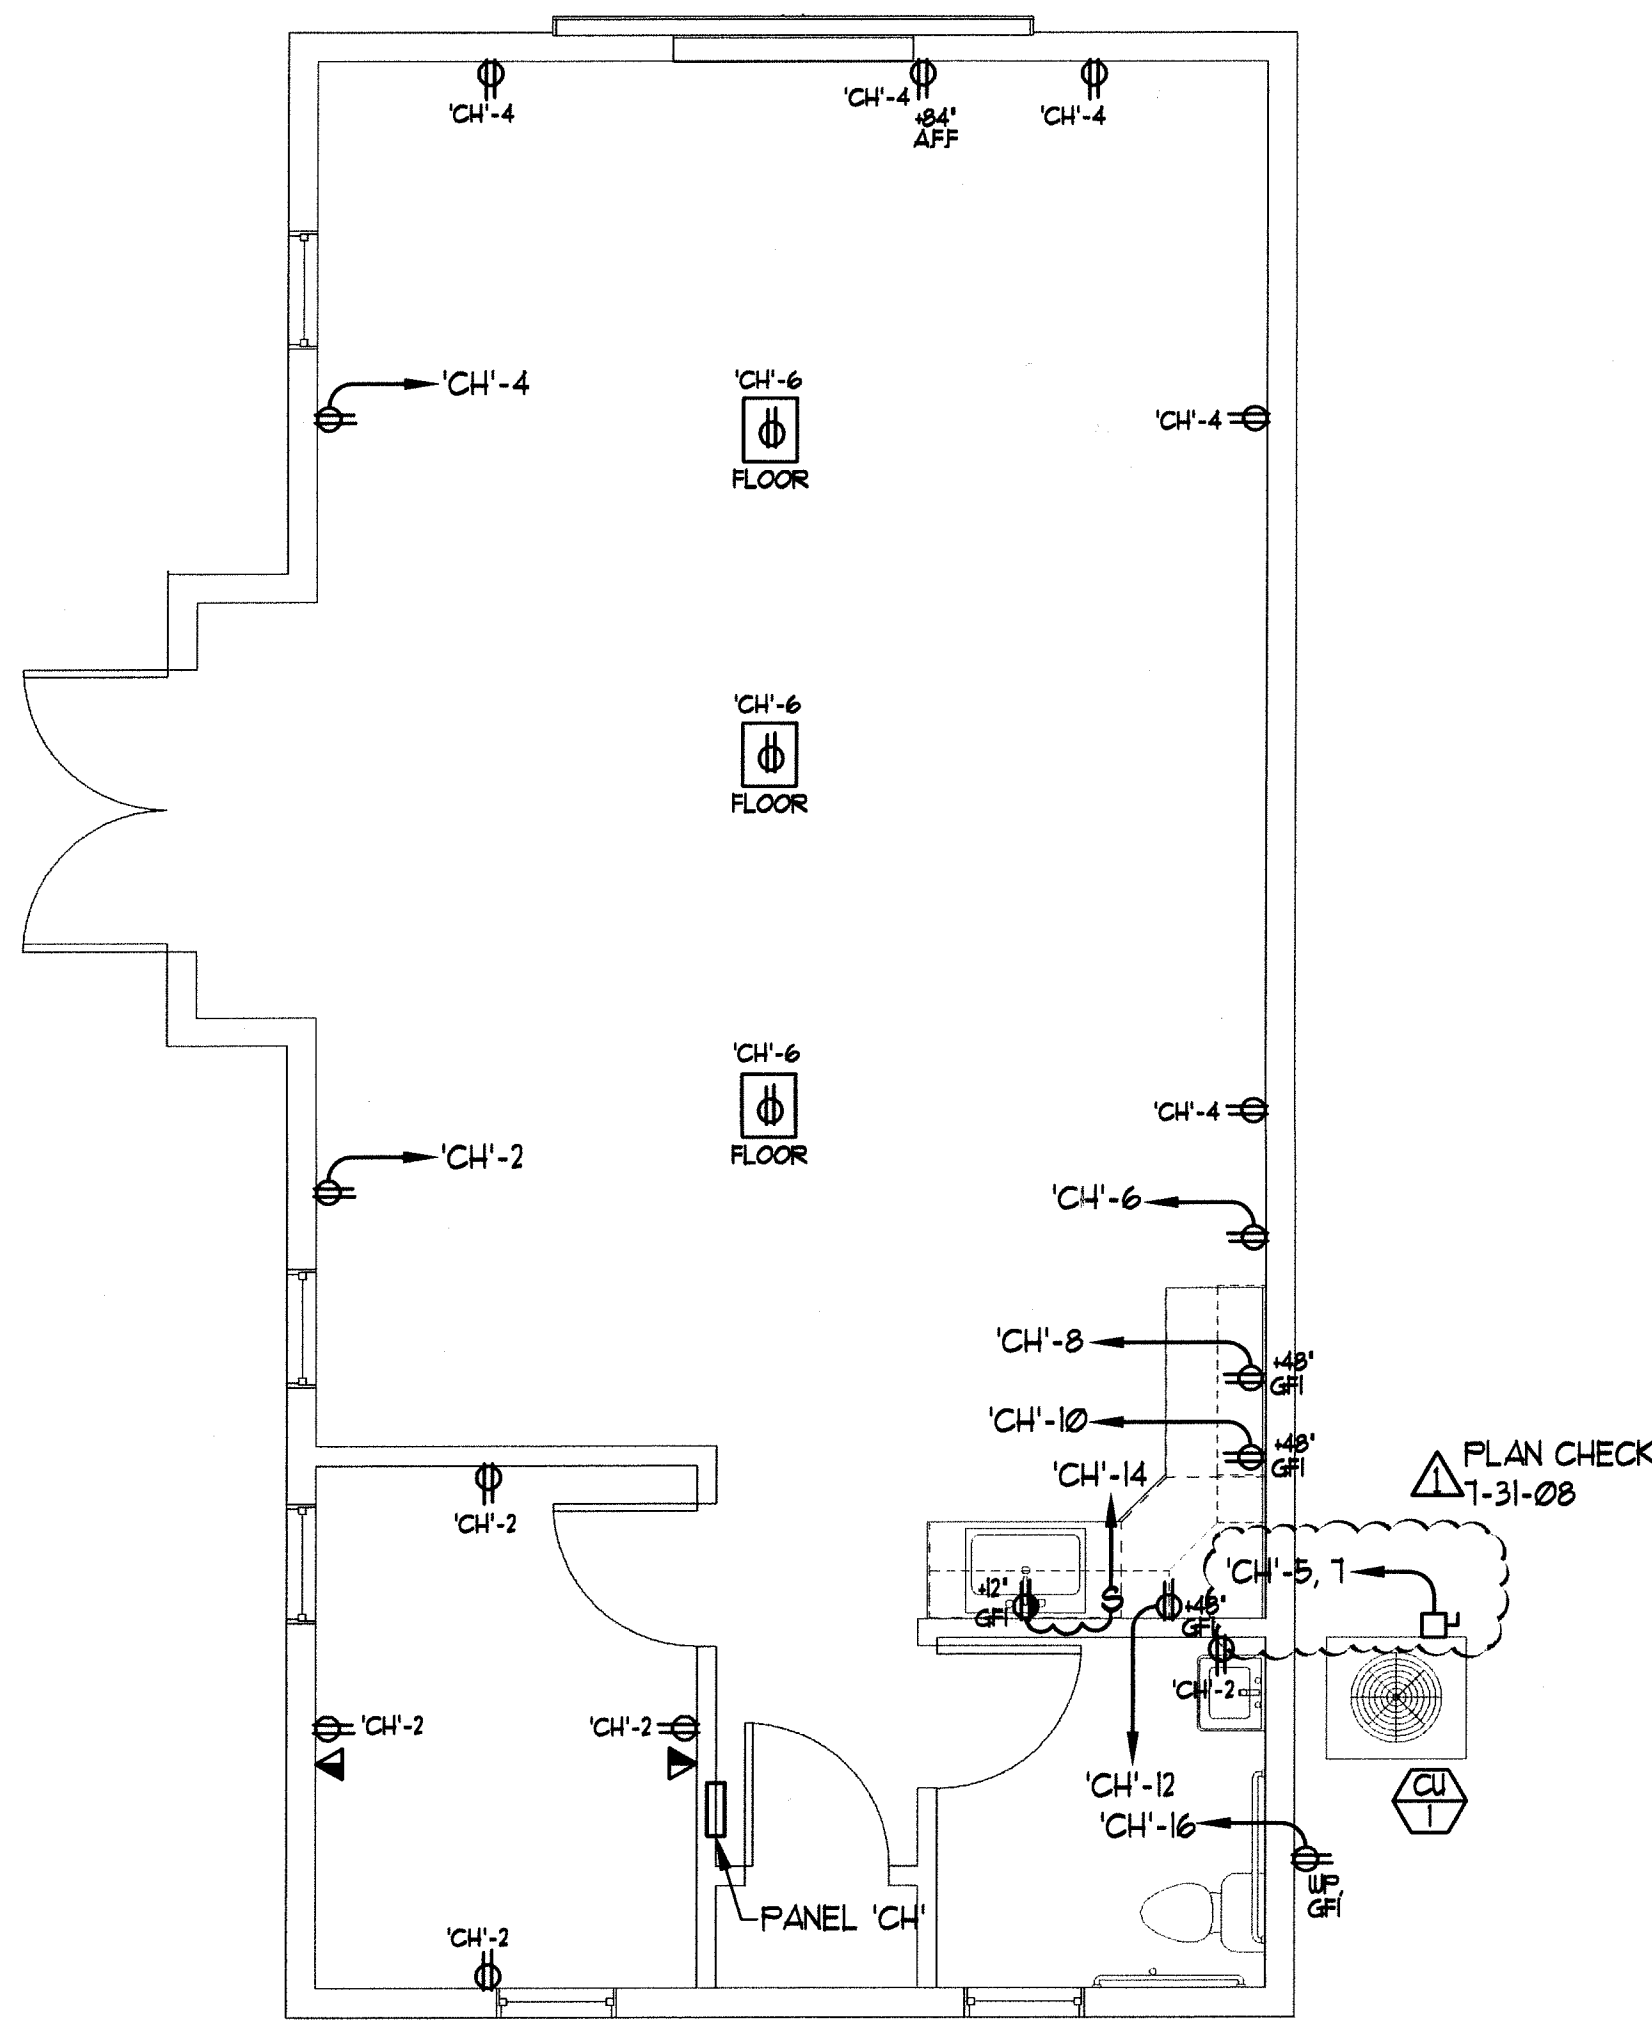 'CH'-4
'CH'-4
+84"
A.F.F
'CH'-4
'CH'-4
'CH'-6
FLOOR
'CH'-4
'CH'-6
FLOOR
'CH'-6
FLOOR
'CH'-4
'CH'-2
'CH'-6
'CH'-8
+48"
GFI
'CH'-10
+48"
GFI
'CH'-14
1
PLAN CHECK
7-31-08
'CH'-2
'CH'-5, 7
+12"
GFI
S
+48"
GFI
'CH'-2
'CH'-2
'CH'-2
'CH'-12
'CH'-16
CU
1
WP,
GFI
PANEL 'CH'
'CH'-2